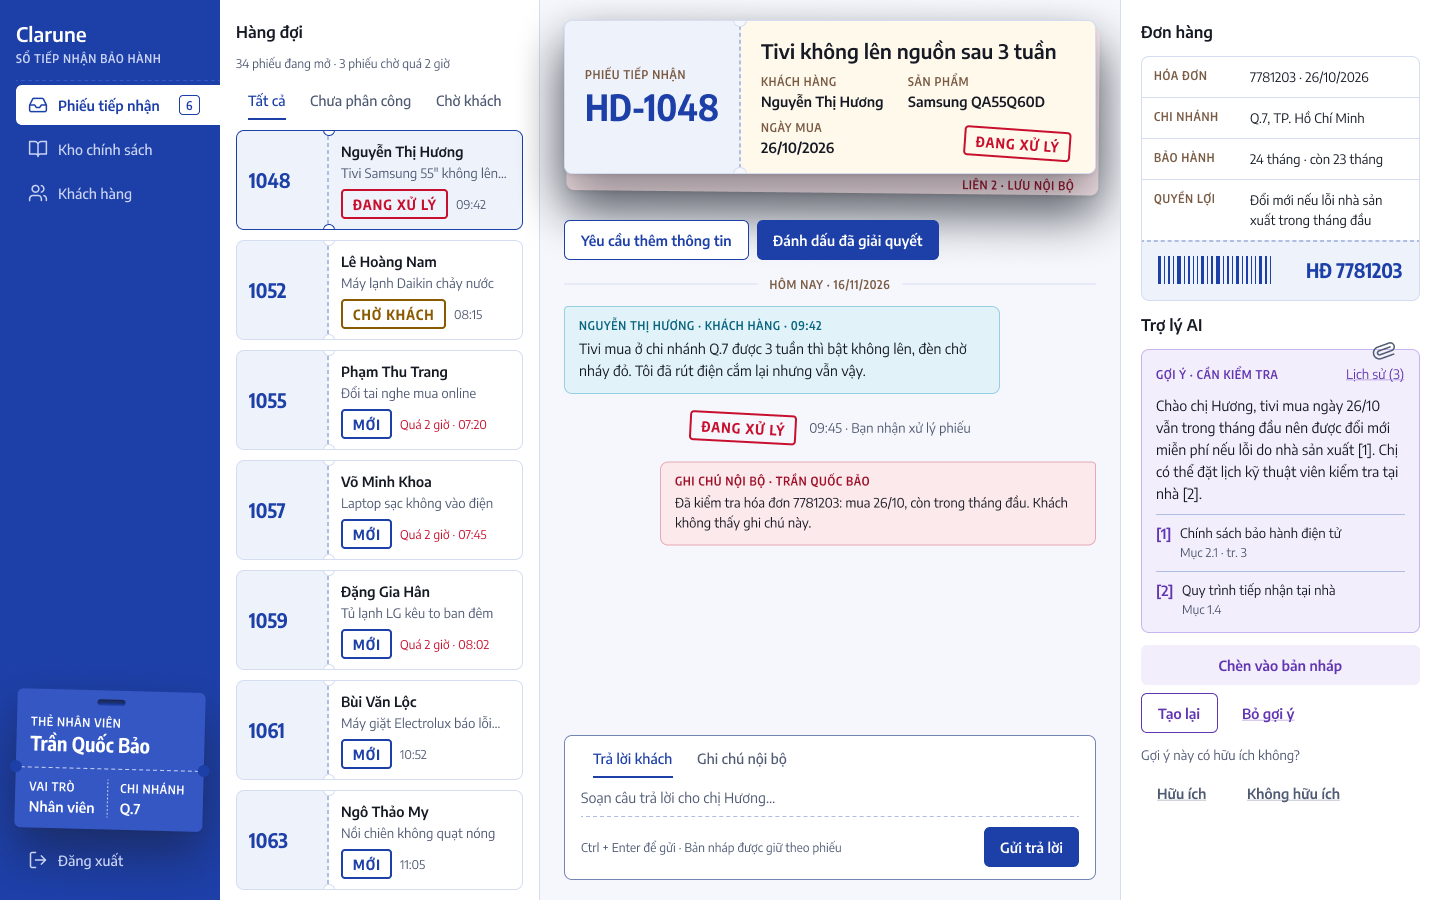 Clarune
SỔ TIẾP NHẬN BẢO HÀNH
Phiếu tiếp nhận 6
Kho chính sách
Khách hàng
THẺ NHÂN VIÊN
Trần Quốc Bảo
VAI TRÒ
Nhân viên
CHI NHÁNH
Q.7
Đăng xuất
Hàng đợi
34 phiếu đang mở · 3 phiếu chờ quá 2 giờ
Tất cả Chưa phân công Chờ khách
1048
Nguyễn Thị Hương
Tivi Samsung 55" không lên...
ĐANG XỬ LÝ 09:42
1052
Lê Hoàng Nam
Máy lạnh Daikin chảy nước
CHỜ KHÁCH 08:15
1055
Phạm Thu Trang
Đổi tai nghe mua online
MỚI Quá 2 giờ · 07:20
1057
Võ Minh Khoa
Laptop sạc không vào điện
MỚI Quá 2 giờ · 07:45
1059
Đặng Gia Hân
Tủ lạnh LG kêu to ban đêm
MỚI Quá 2 giờ · 08:02
1061
Bùi Văn Lộc
Máy giặt Electrolux báo lỗi...
MỚI 10:52
1063
Ngô Thảo My
Nồi chiên không quạt nóng
MỚI 11:05
PHIẾU TIẾP NHẬN
HD-1048
Tivi không lên nguồn sau 3 tuần
KHÁCH HÀNG
Nguyễn Thị Hương
SẢN PHẨM
Samsung QA55Q60D
NGÀY MUA
26/10/2026
ĐANG XỬ LÝ
LIÊN 2 · LƯU NỘI BỘ
Yêu cầu thêm thông tin
Đánh dấu đã giải quyết
HÔM NAY · 16/11/2026
NGUYỄN THỊ HƯƠNG · KHÁCH HÀNG · 09:42
Tivi mua ở chi nhánh Q.7 được 3 tuần thì bật không lên, đèn chờ
nháy đỏ. Tôi đã rút điện cắm lại nhưng vẫn vậy.
ĐANG XỬ LÝ 09:45 · Bạn nhận xử lý phiếu
GHI CHÚ NỘI BỘ · TRẦN QUỐC BẢO
Đã kiểm tra hóa đơn 7781203: mua 26/10, còn trong tháng đầu. Khách
không thấy ghi chú này.
Trả lời khách Ghi chú nội bộ
Soạn câu trả lời cho chị Hương...
Ctrl + Enter để gửi · Bản nháp được giữ theo phiếu
Gửi trả lời
Đơn hàng
HÓA ĐƠN 7781203 · 26/10/2026
CHI NHÁNH Q.7, TP. Hồ Chí Minh
BẢO HÀNH 24 tháng · còn 23 tháng
QUYỀN LỢI Đổi mới nếu lỗi nhà sản
xuất trong tháng đầu
HĐ 7781203
Trợ lý AI
GỢI Ý · CẦN KIỂM TRA Lịch sử (3)
Chào chị Hương, tivi mua ngày 26/10
vẫn trong tháng đầu nên được đổi mới
miễn phí nếu lỗi do nhà sản xuất [1]. Chị
có thể đặt lịch kỹ thuật viên kiểm tra tại
nhà [2].
[1] Chính sách bảo hành điện tử
Mục 2.1 · tr. 3
[2] Quy trình tiếp nhận tại nhà
Mục 1.4
Chèn vào bản nháp
Tạo lại Bỏ gợi ý
Gợi ý này có hữu ích không?
Hữu ích Không hữu ích